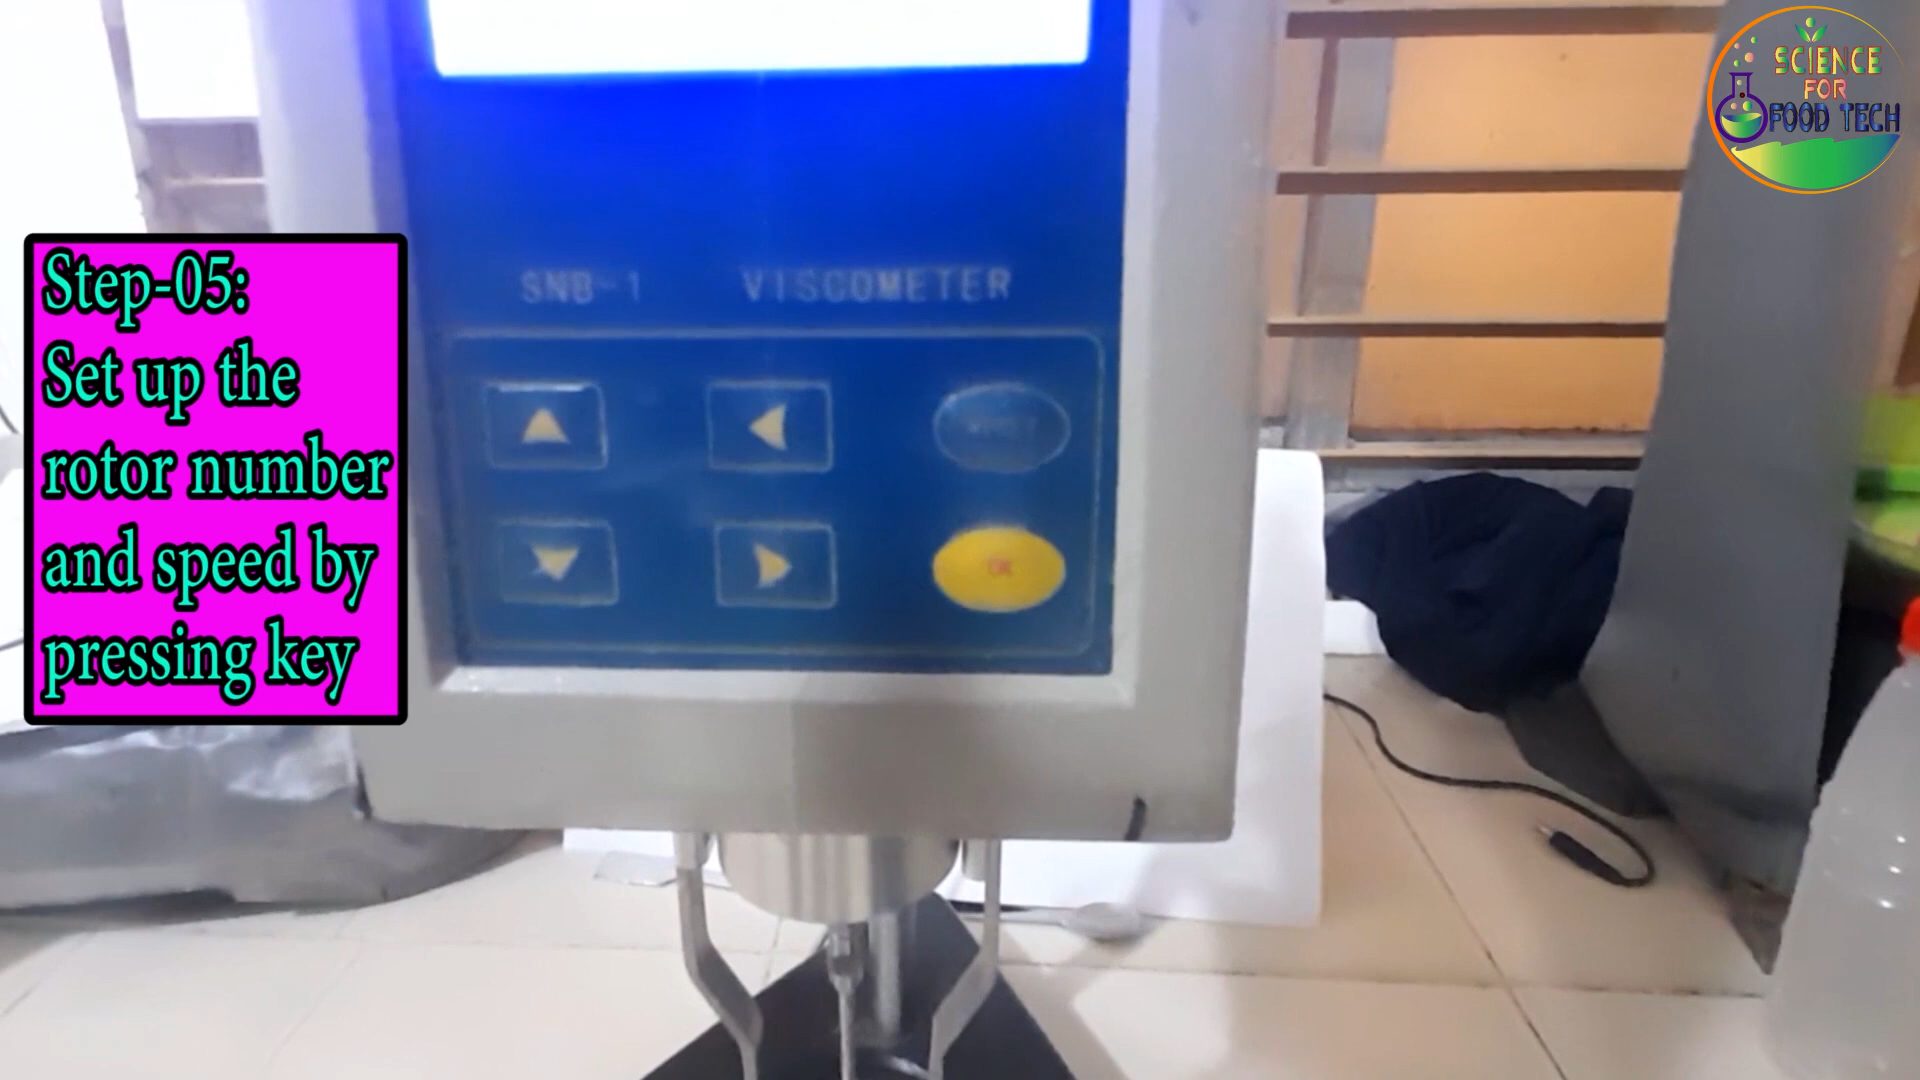 SCIENCE
FOR
FOOD TECH
Step-05:
Set up the
rotor number
and speed by
pressing key
SNB-1 VISCOMETER
OK